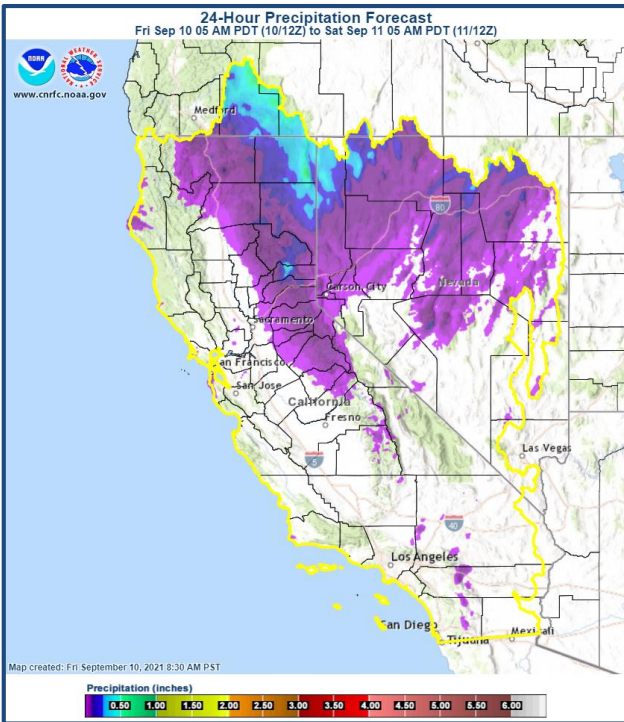 24-Hour Precipitation Forecast
Fri Sep 10 05 AM PDT (10/12Z) to Sat Sep 11 05 AM PDT (11/12Z)
NOAA
NATIONAL WEATHER SERVICE
www.cnrfc.noaa.gov
Medford
80
Nevada
Carson City
Sacramento
San Francisco
San Jose
California
Fresno
5
Las Vegas
40
Los Angeles
San Diego
Tijuana
Mexicali
Map created: Fri September 10, 2021 8:30 AM PST
Precipitation (inches)
0.50 1.00 1.50 2.00 2.50 3.00 3.50 4.00 4.50 5.00 5.50 6.00